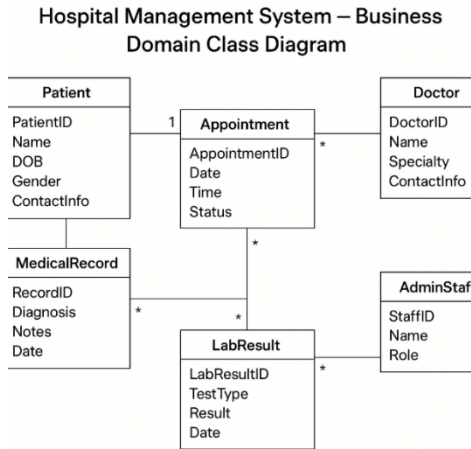 Hospital Management System – Business
Domain Class Diagram
Patient
PatientID
Name
DOB
Gender
ContactInfo
1
Appointment
AppointmentID
Date
Time
Status
*
Doctor
DoctorID
Name
Specialty
ContactInfo
*
MedicalRecord
RecordID
Diagnosis
Notes
Date
*
*
LabResult
LabResultID
TestType
Result
Date
*
AdminStaf
StaffID
Name
Role